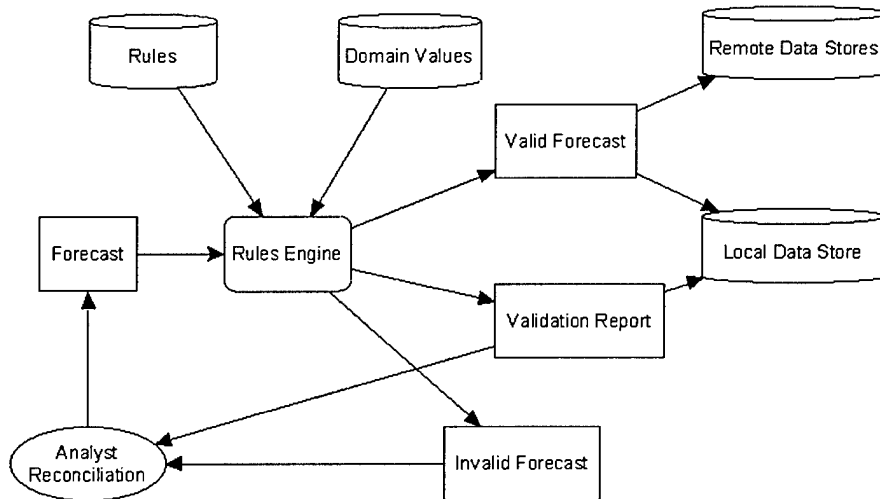 Rules
Domain Values
Remote Data Stores
Valid Forecast
Forecast
Rules Engine
Local Data Store
Validation Report
Analyst
Reconciliation
Invalid Forecast